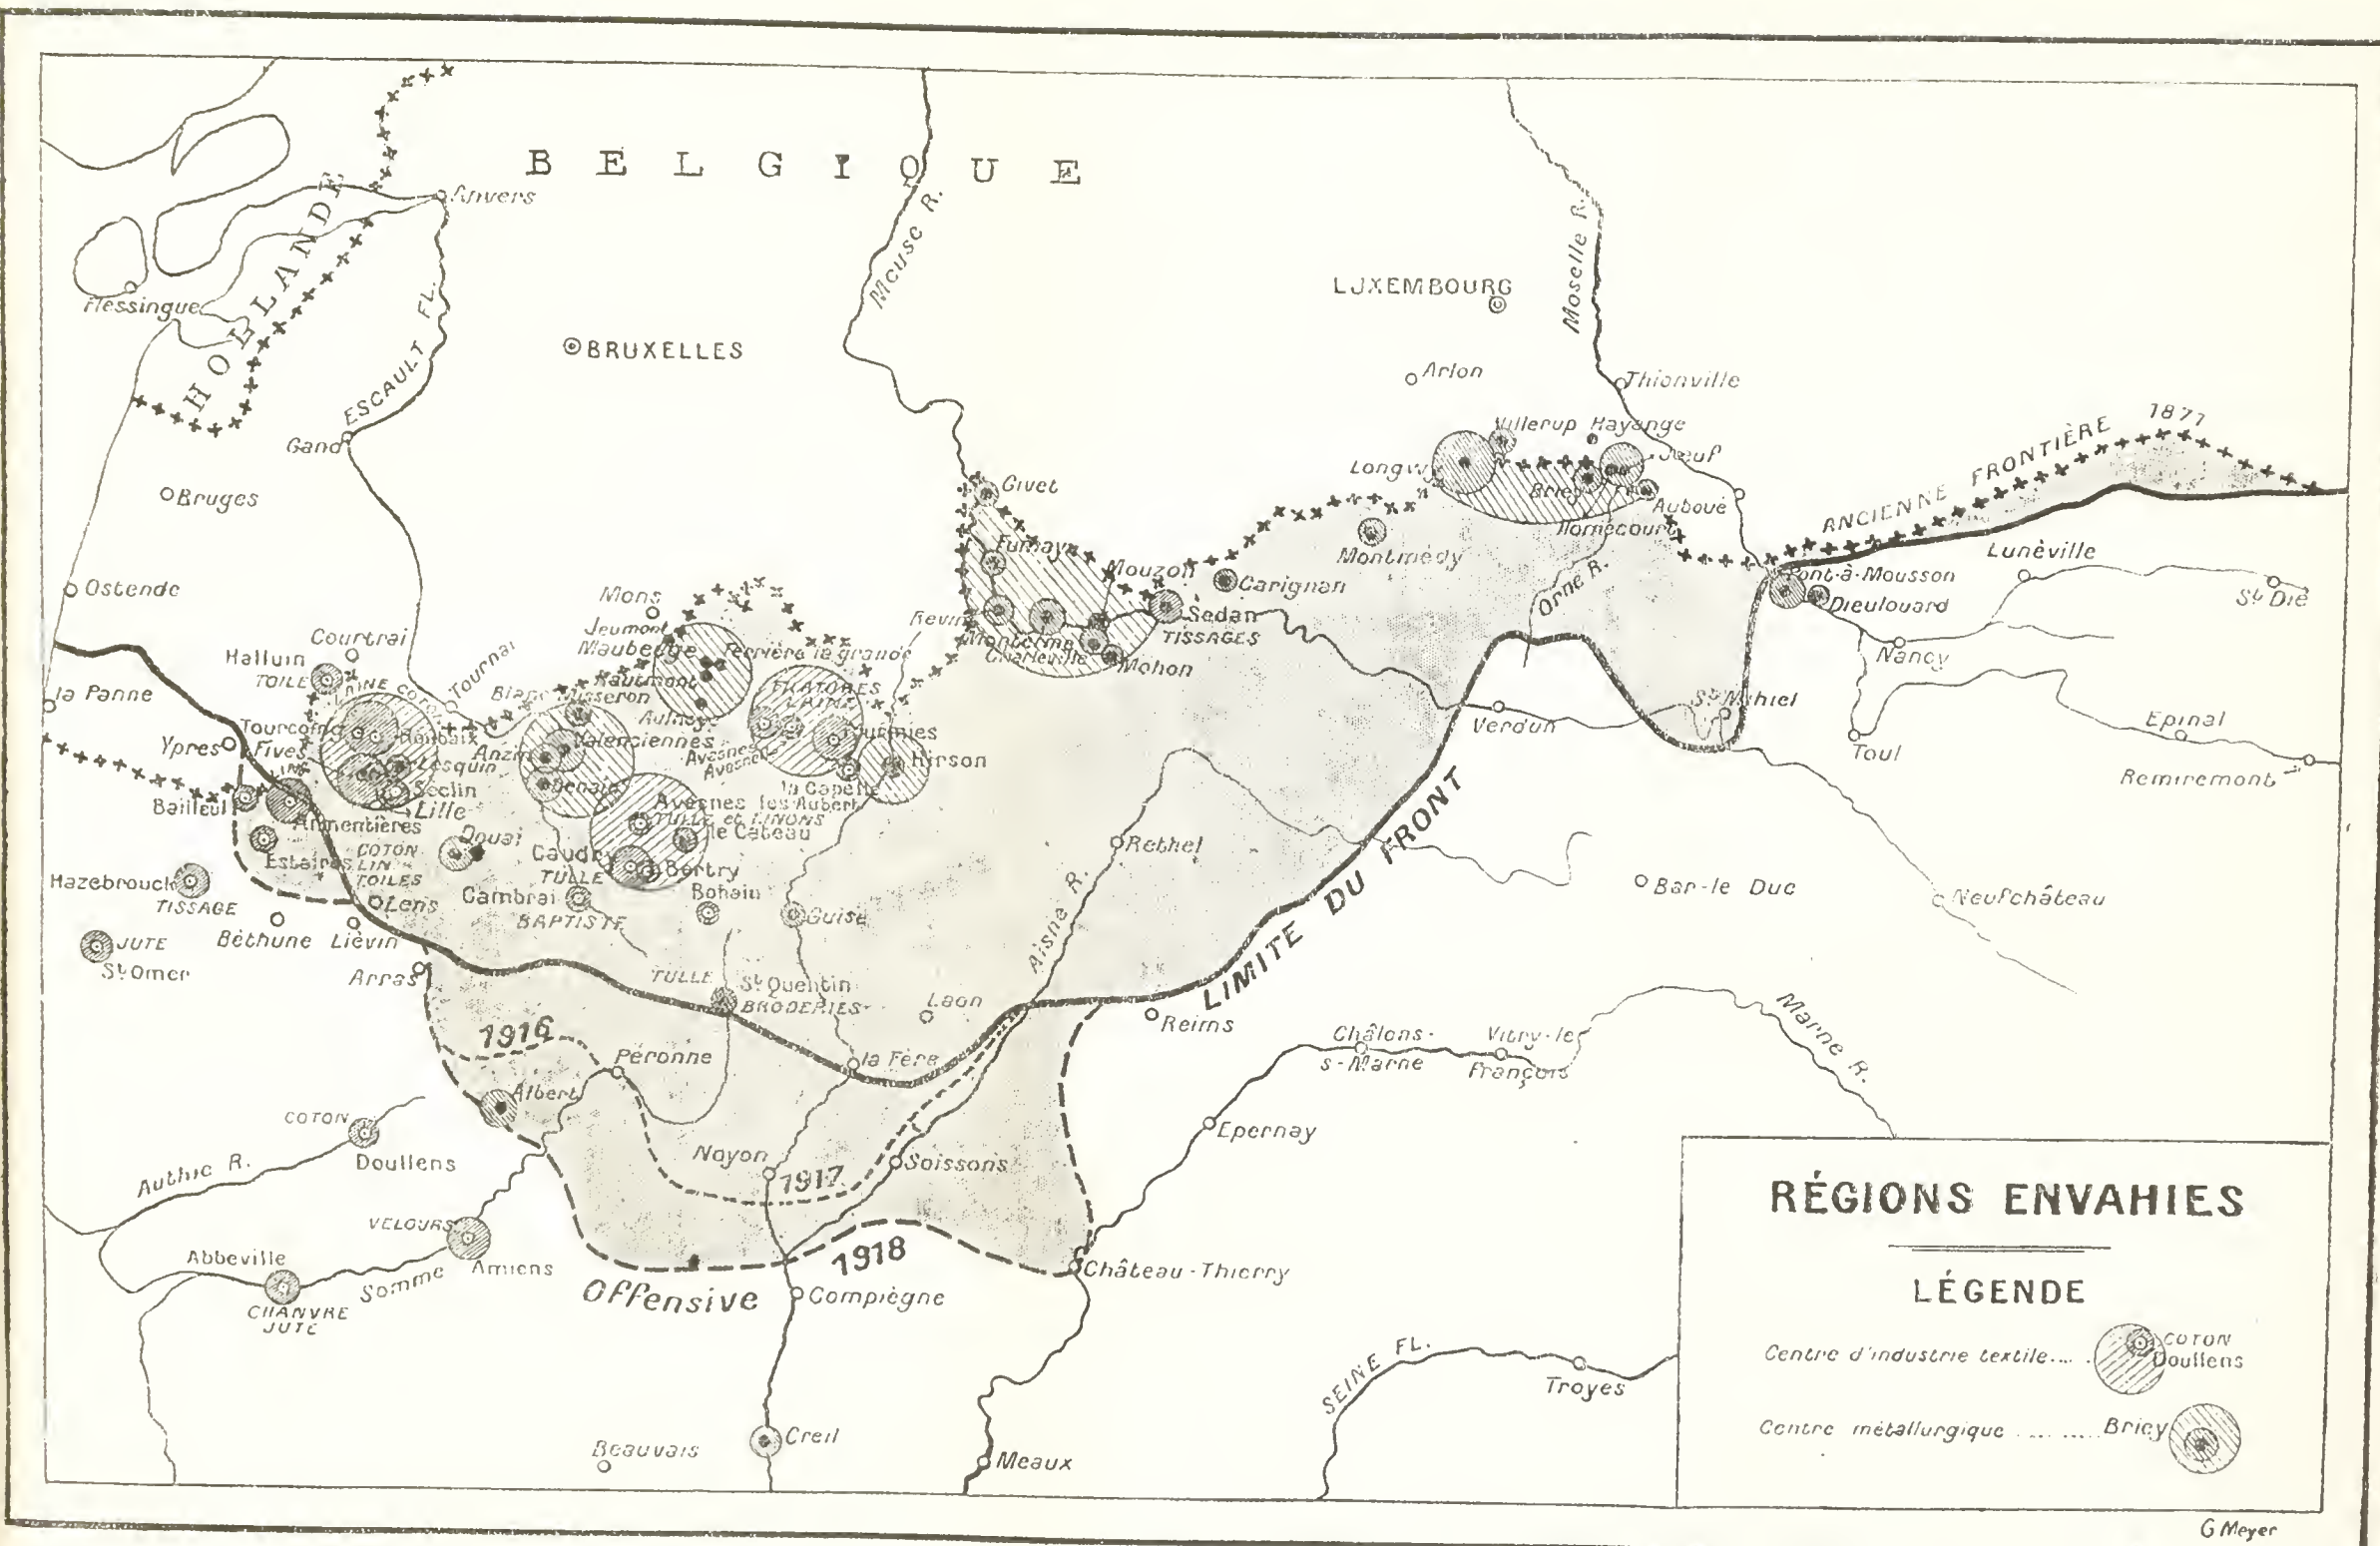 BELGIQUE
HOLLANDE
Anvers
Flessingue
ESCAULT FL.
Meuse R.
BRUXELLES
LUXEMBOURG
Moselle R.
Arlon
Thionville
Gand
Bruges
Ostende
Villerup
Hayange
Longwy
Joeuf
Briey
Auboué
Homécourt
ANCIENNE FRONTIÈRE 1871
Givet
Fumay
Montmédy
Mouzon
Carignan
Sedan
TISSAGES
Revin
Monterme
Charleville
Mohon
Orne R.
Pont-à-Mousson
Dieulouard
Lunéville
St Dié
Nancy
Mons
Jeumont
Maubeuge
Ferrière la grande
Hautmont
Courtrai
Halluin
TOILE
LAINE COTON
Tournai
Blanc Misseron
FILATURES
LAINE
la Panne
Tourcoing
Roubaix
Ypres
Fives
Lesquin
Anzin
Valenciennes
Avesnes
Fourmies
Hirson
St Mihiel
Verdun
Toul
Epinal
Remiremont
Bailleul
Seclin
Lille
Denain
la Capelle
Armentières
Avesnes les Aubert
TULLE et LINONS
le Cateau
Estaires
COTON
LIN
TOILES
Douai
Caudry
TULLE
Bertry
Hazebrouck
TISSAGE
Lens
Cambrai
BAPTISTE
Bohain
Guise
Rethel
Aisne R.
LIMITE DU FRONT
Bar-le Duc
Neufchâteau
JUTE
St Omer
Béthune
Liévin
Arras
TULLE
St Quentin
BRODERIES
Laon
Reims
Châlons-
s-Marne
Vitry-le
François
Marne R.
1916
Péronne
la Fère
Albert
COTON
Doullens
Authie R.
Noyon
1917
Soissons
Epernay
VELOURS
Amiens
Abbeville
CHANVRE
JUTE
Somme
Offensive 1918
Compiègne
Château-Thierry
Creil
Beauvais
Meaux
SEINE FL.
Troyes
RÉGIONS ENVAHIES
LÉGENDE
Centre d'industrie textile....
COTON
Doullens
Centre métallurgique .........
Briey
G Meyer